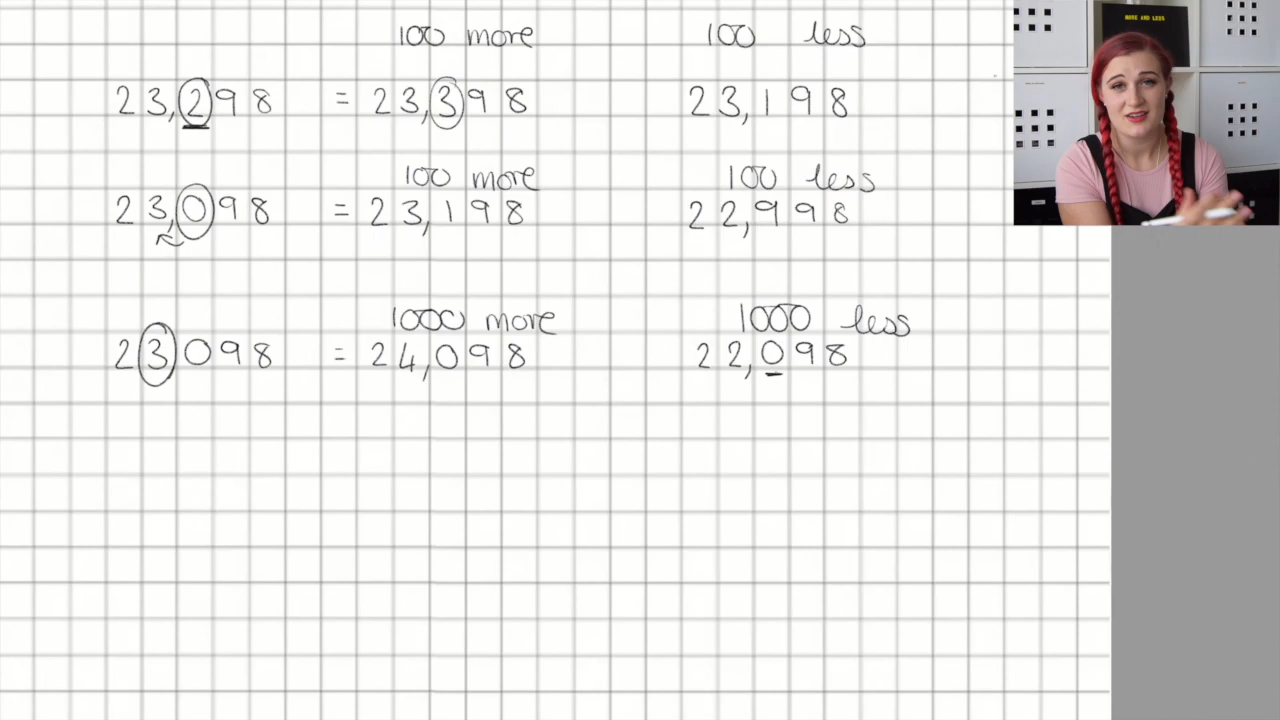 100 more 100 less
23,298 = 23,398 23,198
100 more 100 less
23,098 = 23,198 22,998
1000 more 1000 less
23098 = 24,098 22,098
MORE AND LESS